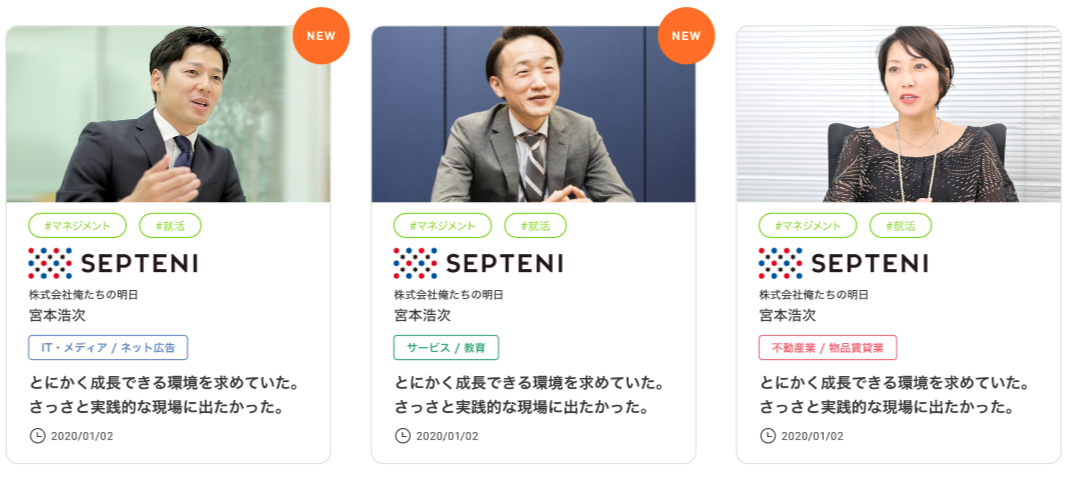 NEW
#マネジメント
#就活
SEPTENI
株式会社俺たちの明日
宮本浩次
IT・メディア / ネット広告
とにかく成長できる環境を求めていた。
さっさと実践的な現場に出たかった。
2020/01/02
NEW
#マネジメント
#就活
SEPTENI
株式会社俺たちの明日
宮本浩次
サービス / 教育
とにかく成長できる環境を求めていた。
さっさと実践的な現場に出たかった。
2020/01/02
#マネジメント
#就活
SEPTENI
株式会社俺たちの明日
宮本浩次
不動産業 / 物品賃貸業
とにかく成長できる環境を求めていた。
さっさと実践的な現場に出たかった。
2020/01/02